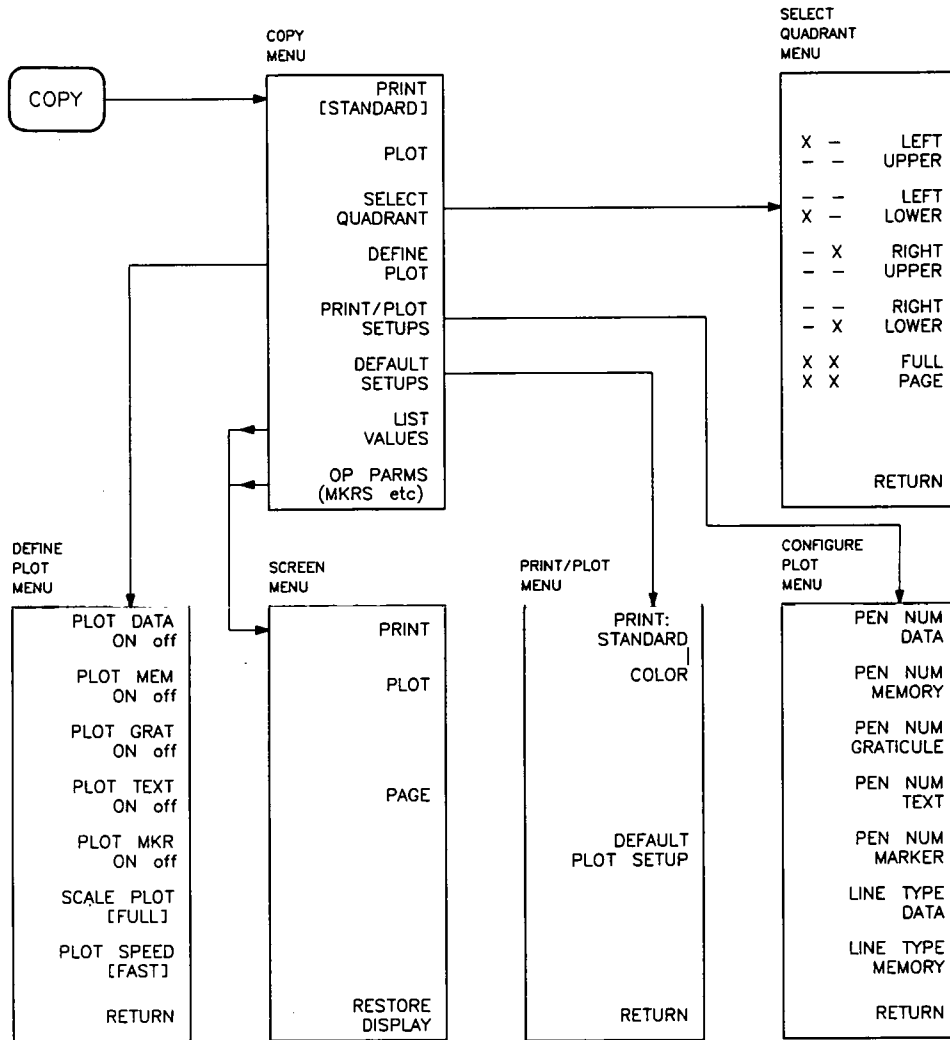 COPY
COPY
MENU
PRINT
[STANDARD]
PLOT
SELECT
QUADRANT
DEFINE
PLOT
PRINT/PLOT
SETUPS
DEFAULT
SETUPS
LIST
VALUES
OP PARMS
(MKRS etc)
SELECT
QUADRANT
MENU
X – LEFT
– – UPPER
– – LEFT
X – LOWER
– X RIGHT
– – UPPER
– – RIGHT
– X LOWER
X X FULL
X X PAGE
RETURN
DEFINE
PLOT
MENU
PLOT DATA
ON off
PLOT MEM
ON off
PLOT GRAT
ON off
PLOT TEXT
ON off
PLOT MKR
ON off
SCALE PLOT
[FULL]
PLOT SPEED
[FAST]
RETURN
SCREEN
MENU
PRINT
PLOT
PAGE
RESTORE
DISPLAY
PRINT/PLOT
MENU
PRINT:
STANDARD
COLOR
DEFAULT
PLOT SETUP
RETURN
CONFIGURE
PLOT
MENU
PEN NUM
DATA
PEN NUM
MEMORY
PEN NUM
GRATICULE
PEN NUM
TEXT
PEN NUM
MARKER
LINE TYPE
DATA
LINE TYPE
MEMORY
RETURN